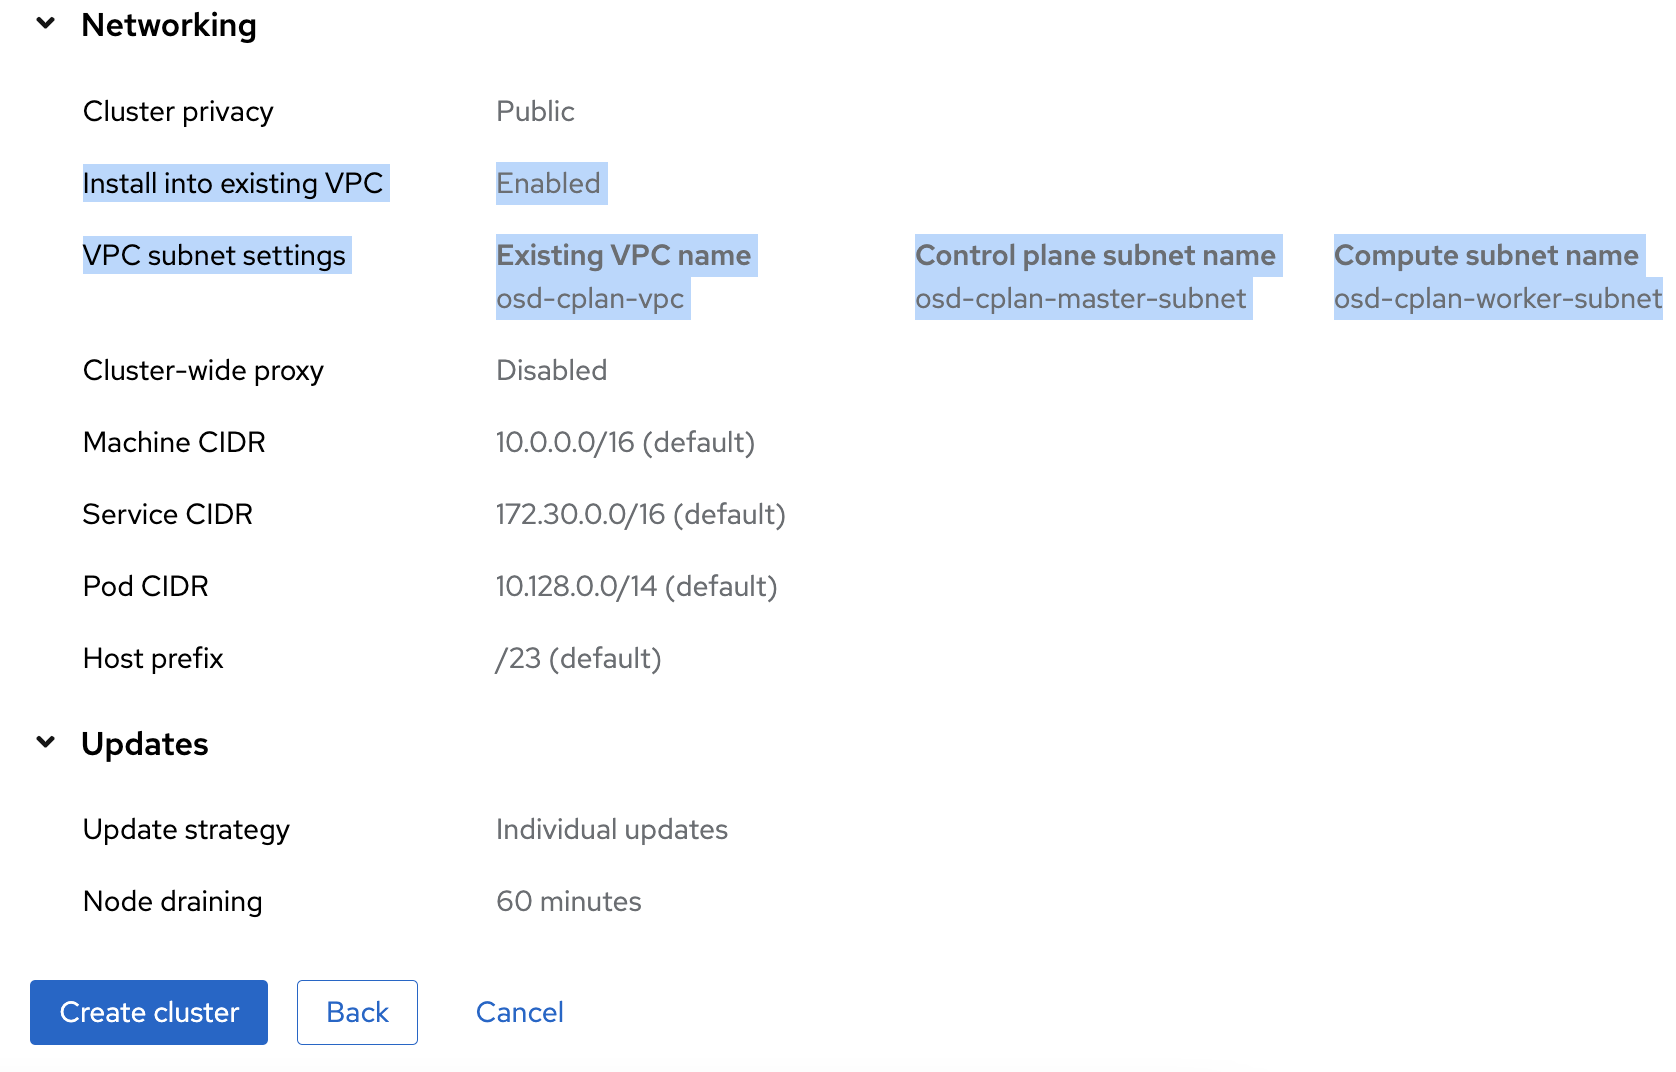 Networking
Cluster privacy Public
Install into existing VPC Enabled
VPC subnet settings Existing VPC name Control plane subnet name Compute subnet name
osd-cplan-vpc osd-cplan-master-subnet osd-cplan-worker-subnet
Cluster-wide proxy Disabled
Machine CIDR 10.0.0.0/16 (default)
Service CIDR 172.30.0.0/16 (default)
Pod CIDR 10.128.0.0/14 (default)
Host prefix /23 (default)
Updates
Update strategy Individual updates
Node draining 60 minutes
Create cluster Back Cancel